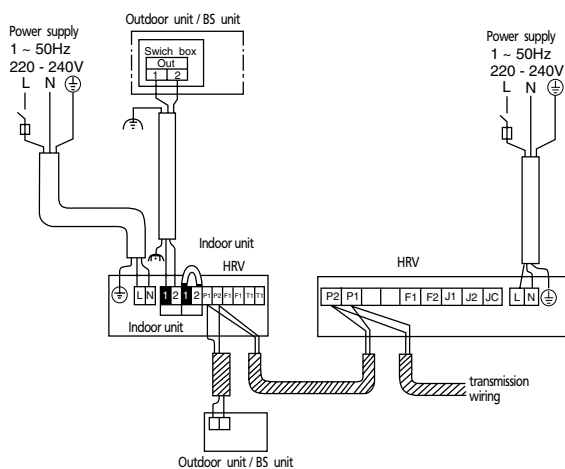 Outdoor unit / BS unit
Power supply
1 ~ 50Hz
220 - 240V
L N
Swich box
Out
1 2
Power supply
1 ~ 50Hz
220 - 240V
L N
Indoor unit
HRV
HRV
L N 1 2 1 2 P1 P2 F1 F1 T1 T1
P2 P1 F1 F2 J1 J2 JC L N
Indoor unit
transmission
wiring
Outdoor unit / BS unit